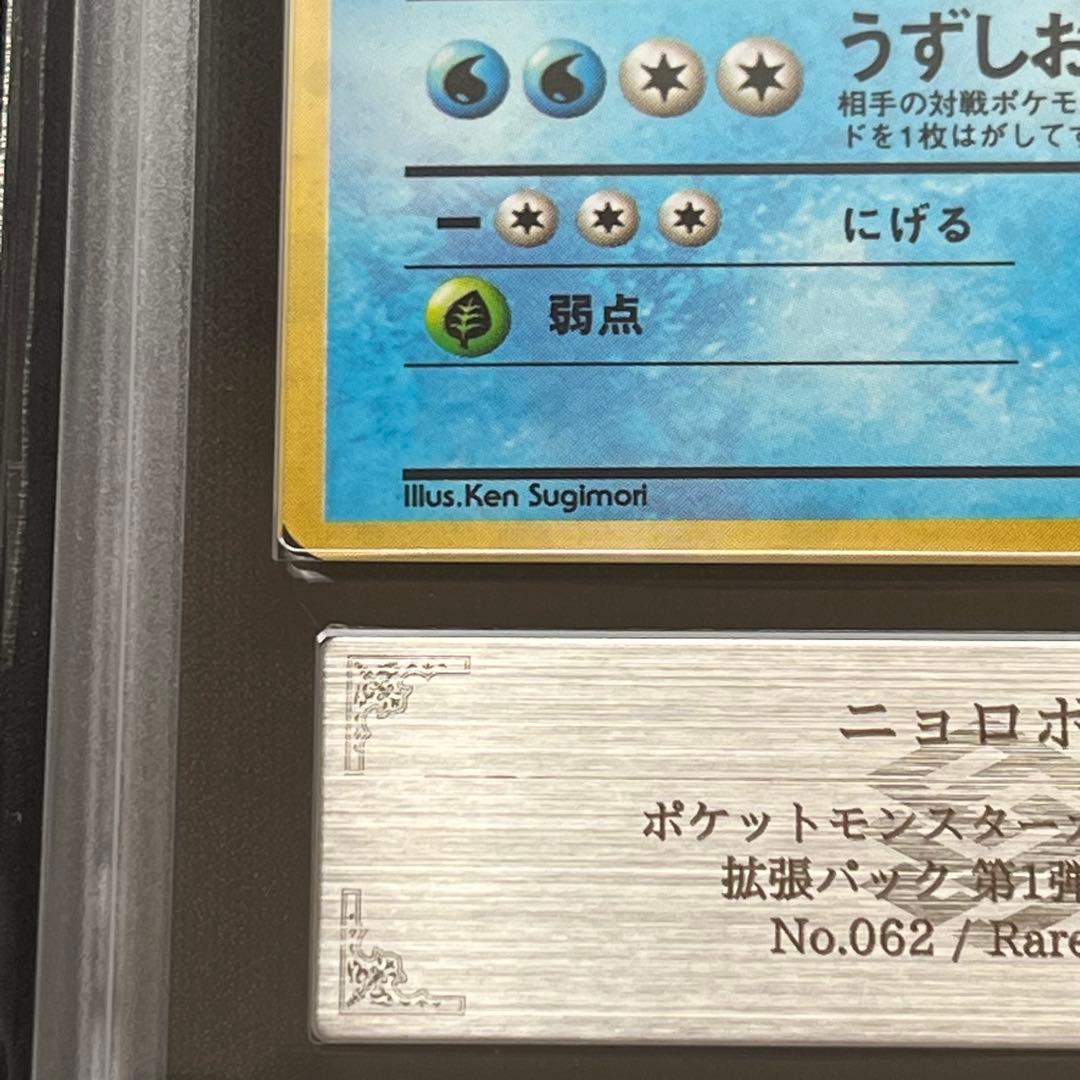 うずしお
相手の対戦ポケモ
ドを1枚はがしてす
にげる
弱点
Illus.Ken Sugimori
ニョロボ
ポケットモンスターカ
拡張パック 第1弾
No.062 / Rare